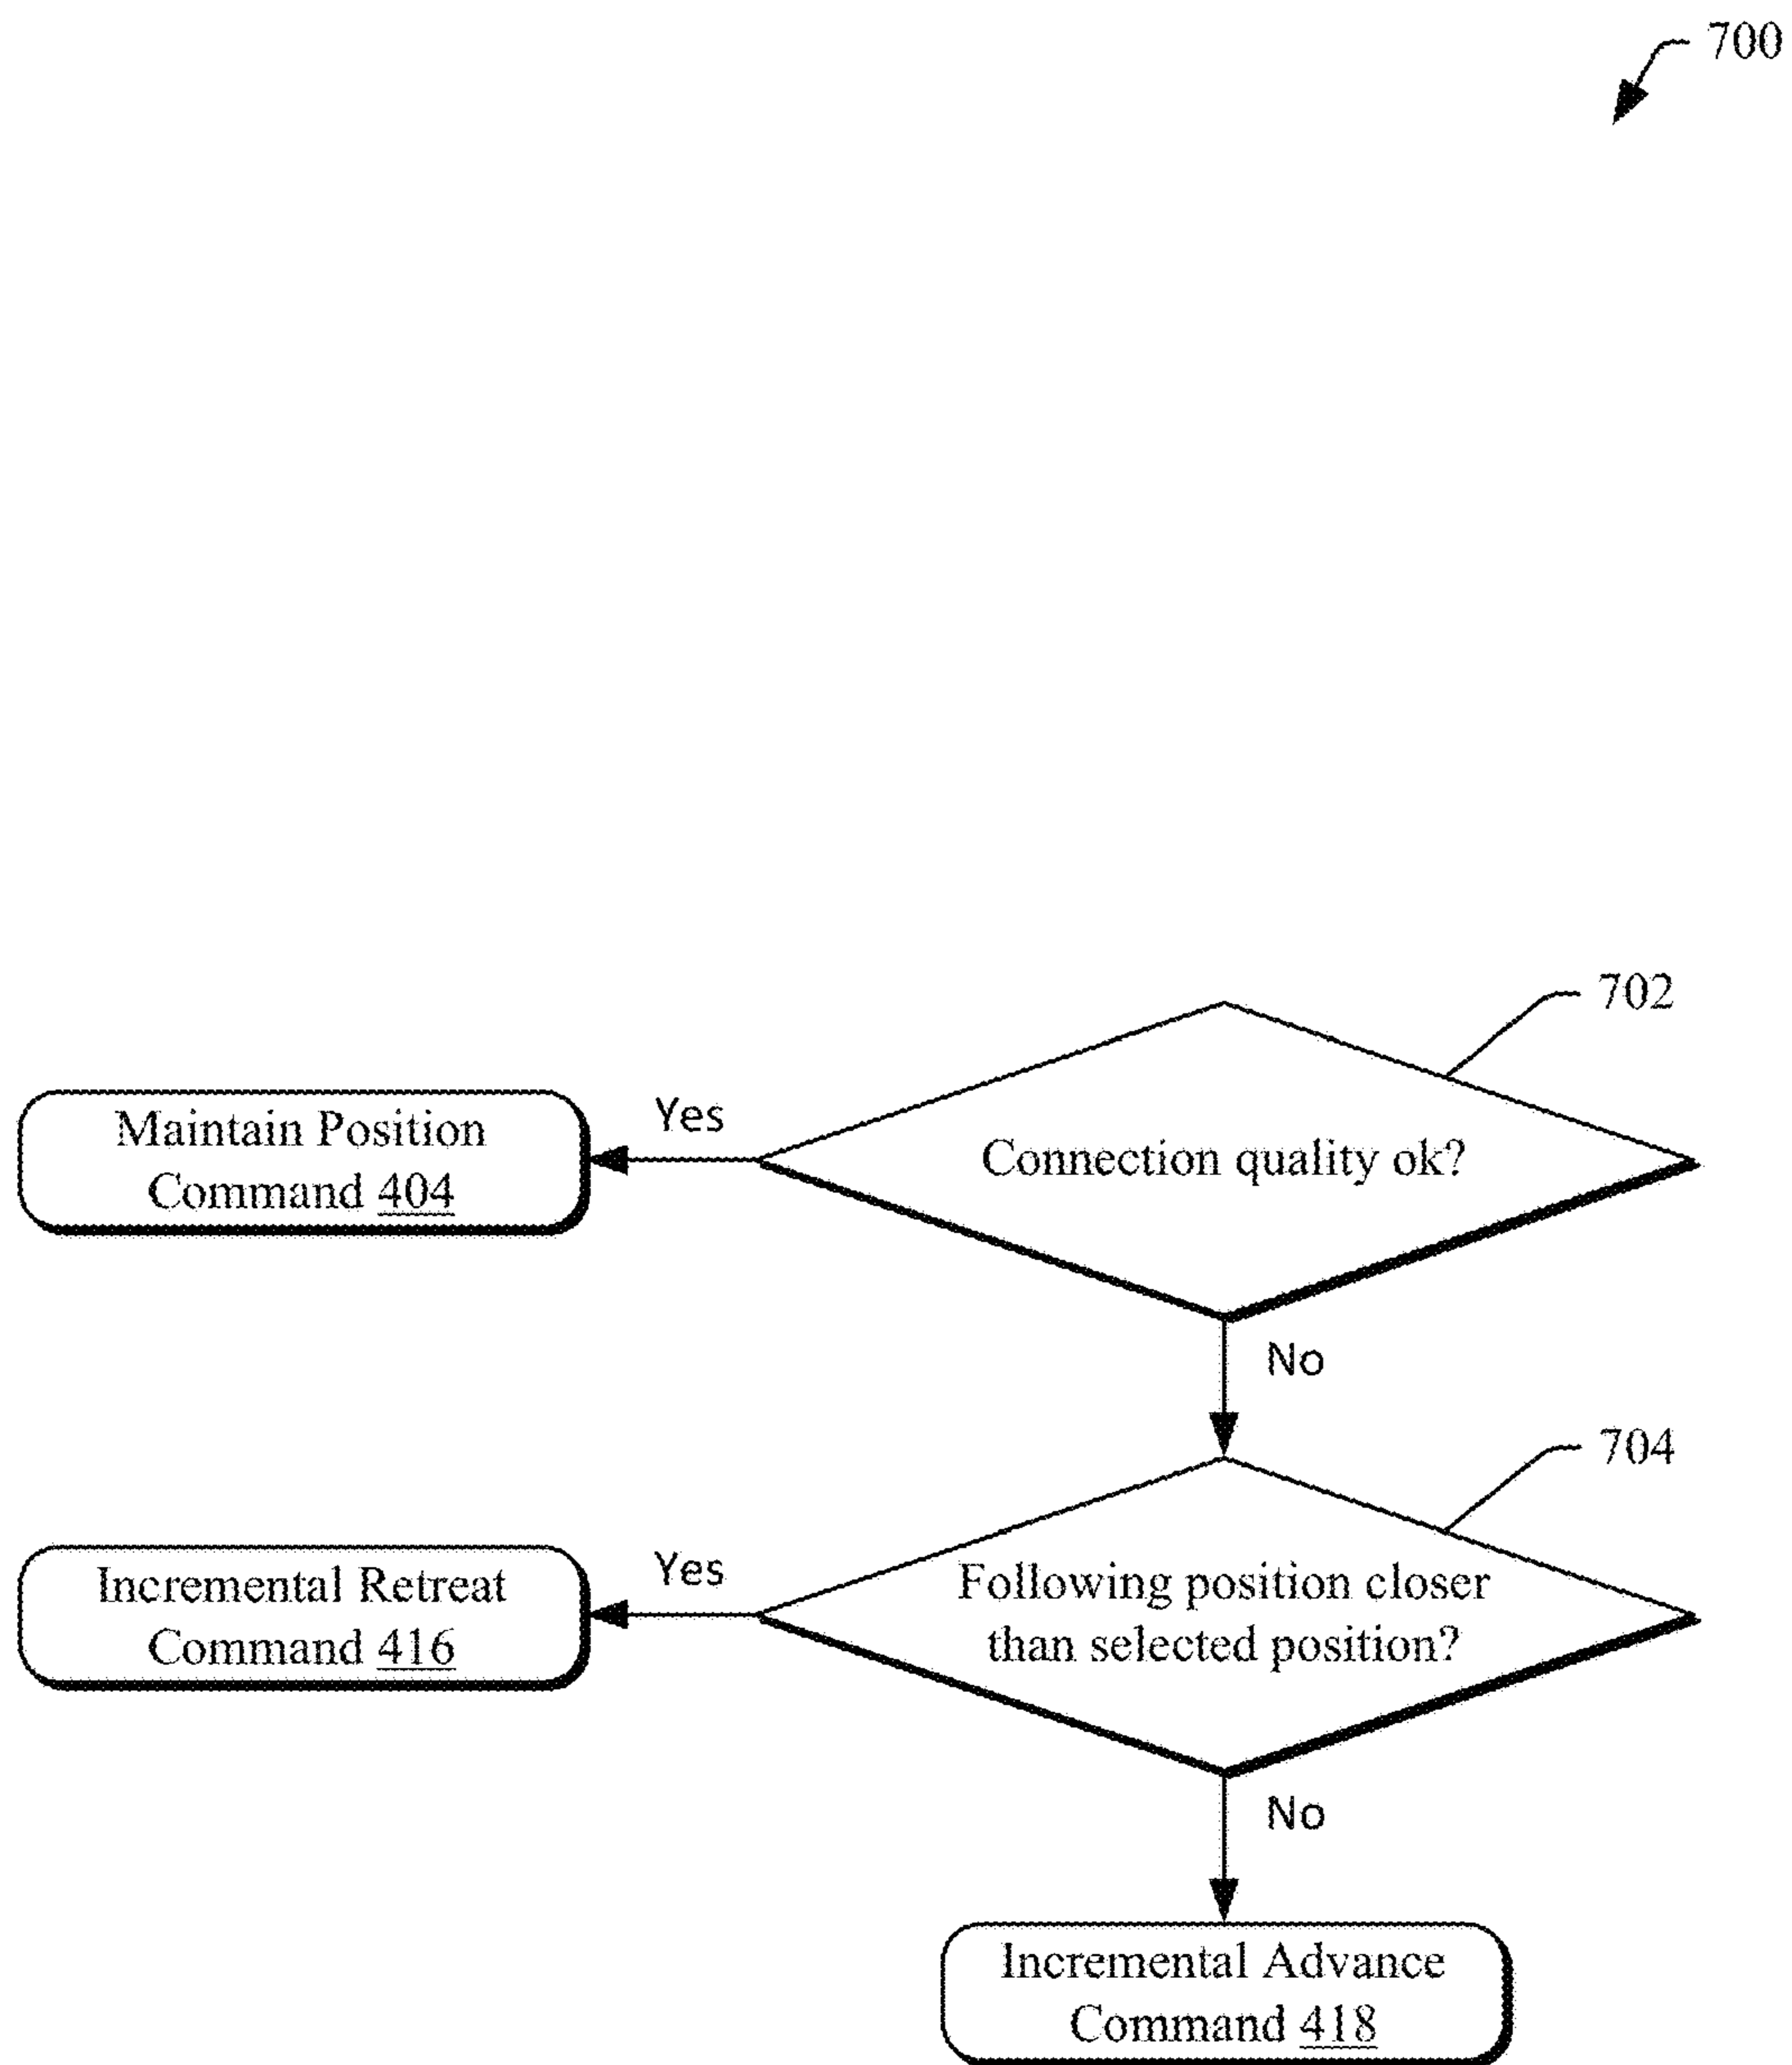 700
702
Maintain Position
Command 404
Yes
Connection quality ok?
No
704
Incremental Retreat
Command 416
Yes
Following position closer
than selected position?
No
Incremental Advance
Command 418